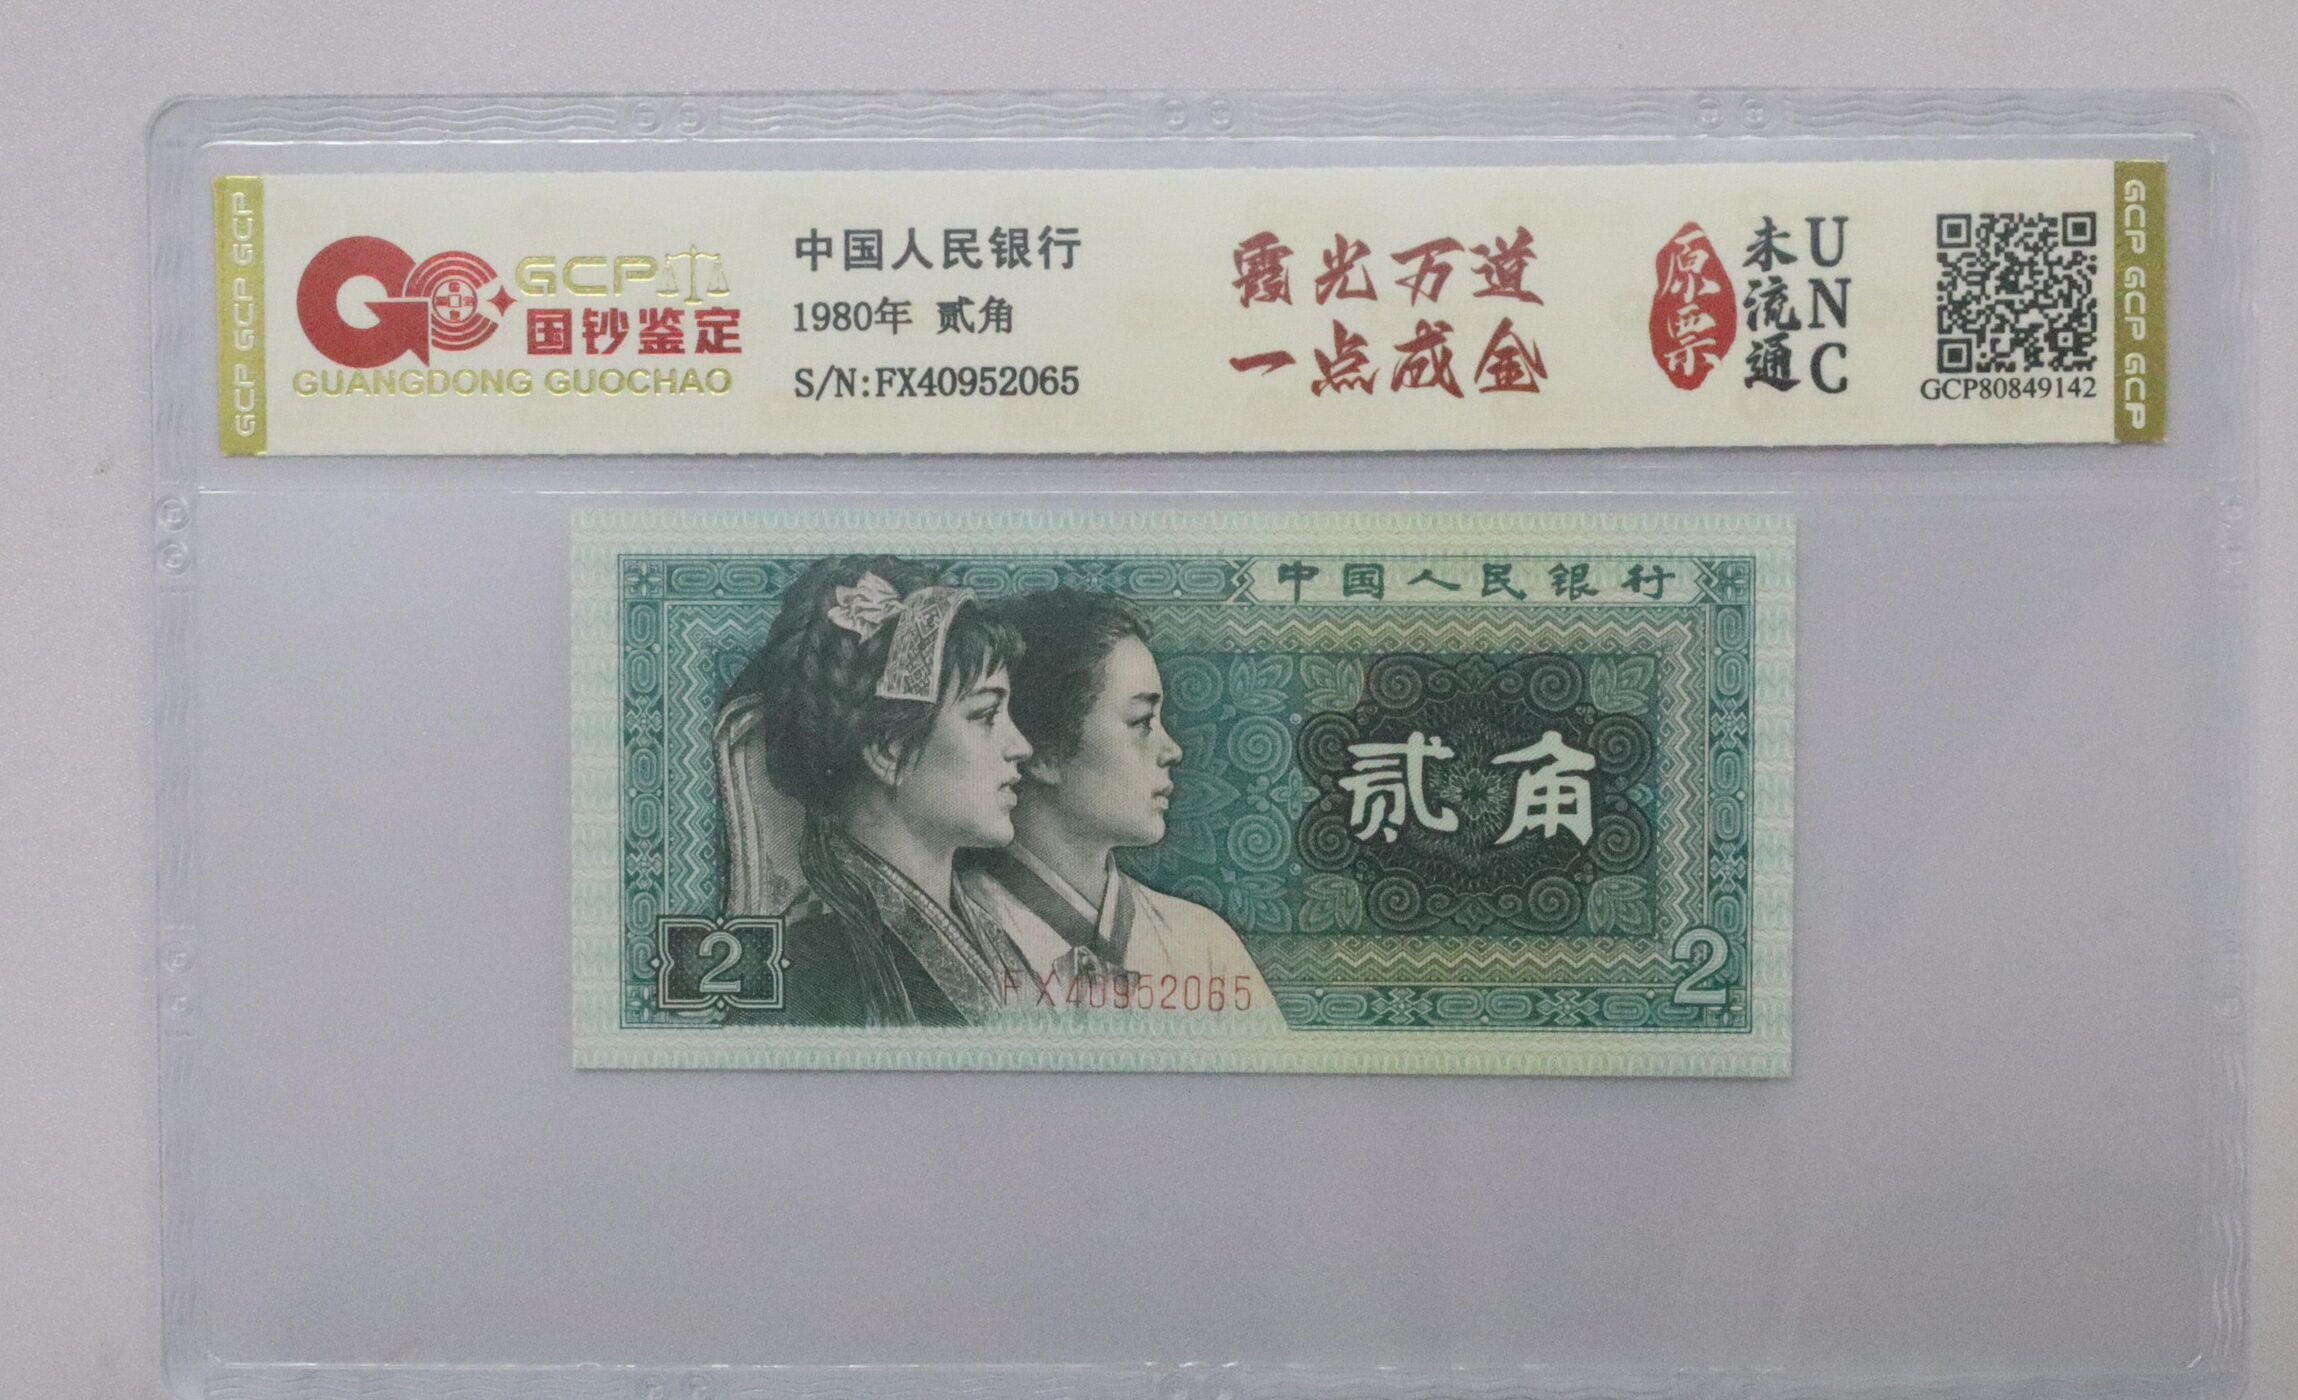 GCP GCP GCP GCP
GCP
国钞鉴定
GUANGDONG GUOCHAO
中国人民银行
1980年 贰角
S/N:FX40952065
霞光万道
一点成金
原票
未流通
UNC
GCP80849142
GCP GCP GCP GCP
中国人民银行
贰角
2
FX40952065
2